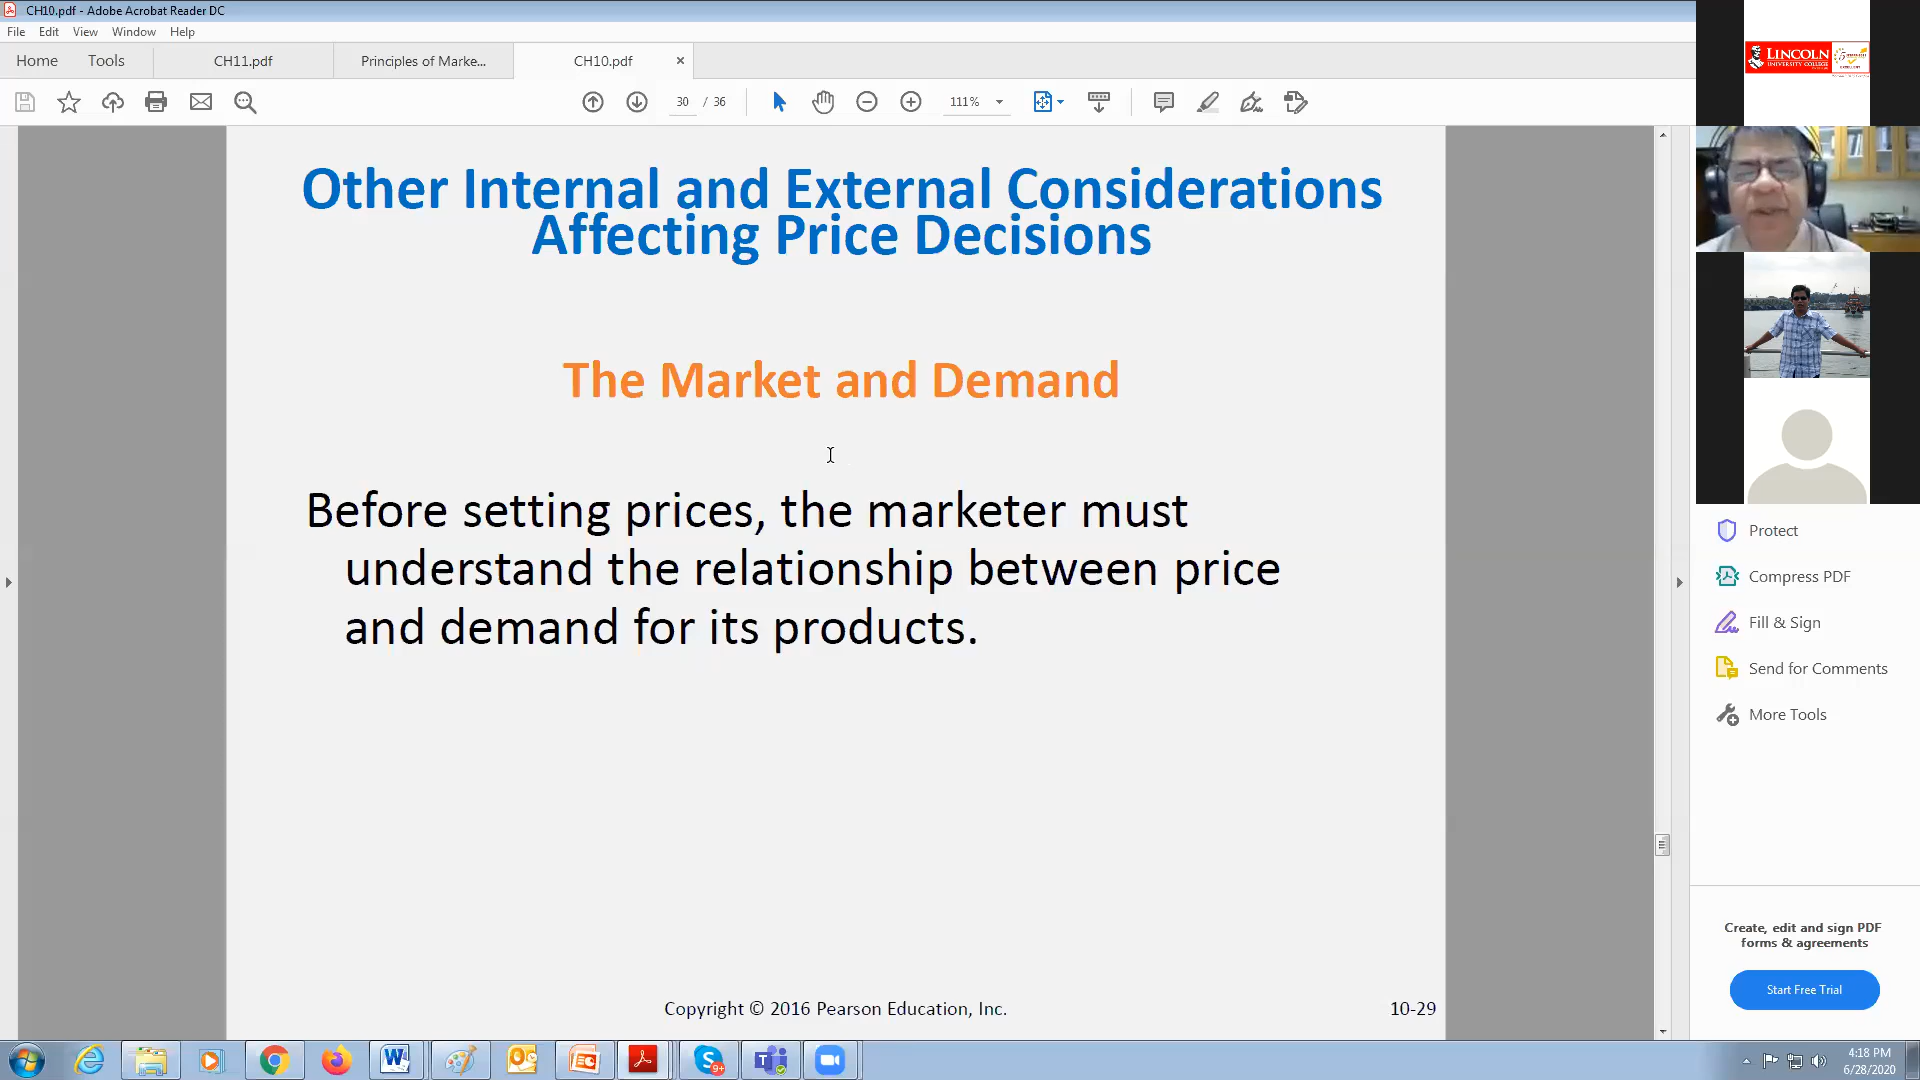 CH10.pdf - Adobe Acrobat Reader DC
File Edit View Window Help
Home Tools CH11.pdf Principles of Marke... CH10.pdf ×
30 / 36 111%
LINCOLN
UNIVERSITY COLLEGE
Other Internal and External Considerations
Affecting Price Decisions
The Market and Demand
Before setting prices, the marketer must
understand the relationship between price
and demand for its products.
Copyright © 2016 Pearson Education, Inc. 10-29
Protect
Compress PDF
Fill & Sign
Send for Comments
More Tools
Create, edit and sign PDF
forms & agreements
Start Free Trial
9+
4:18 PM
6/28/2020